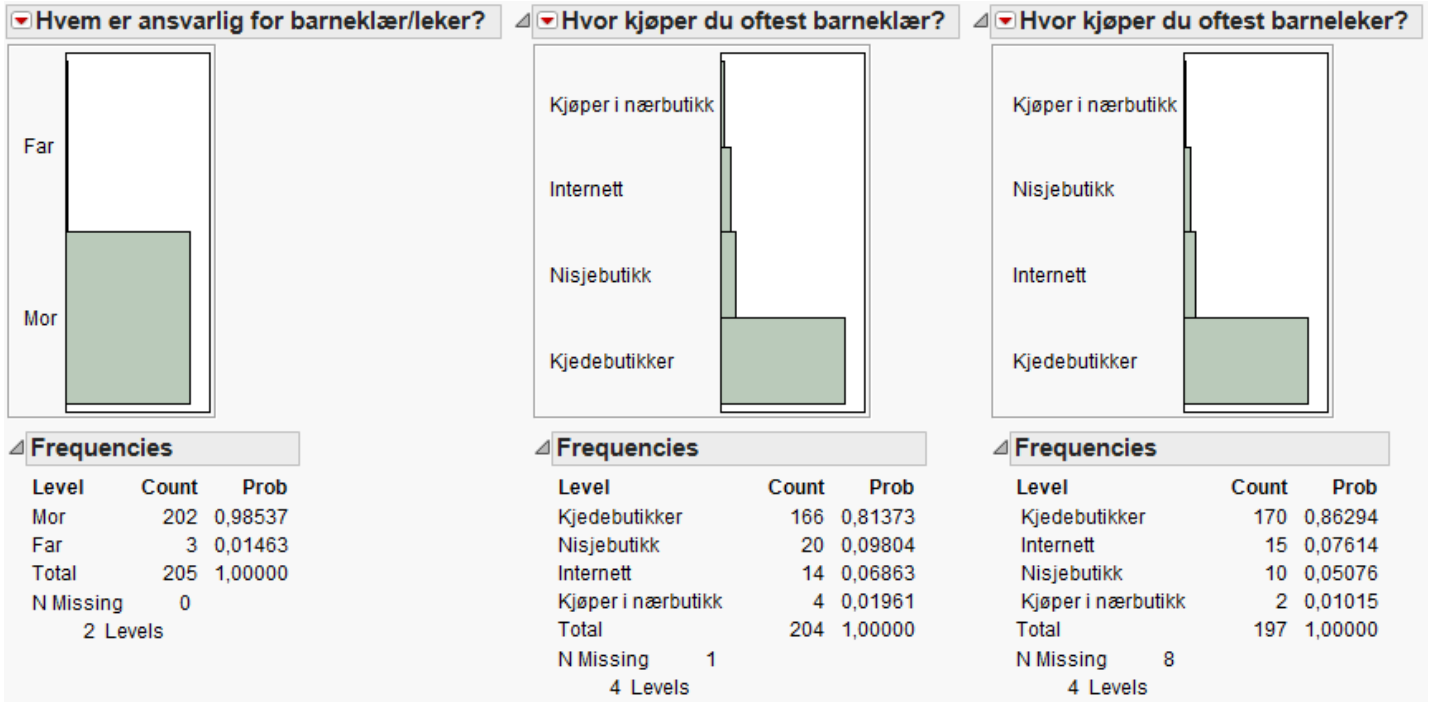 Hvem er ansvarlig for barneklær/leker?
Far
Mor
Frequencies
Level Count Prob
Mor 202 0,98537
Far 3 0,01463
Total 205 1,00000
N Missing 0
2 Levels
Hvor kjøper du oftest barneklær?
Kjøper i nærbutikk
Internett
Nisjebutikk
Kjedebutikker
Frequencies
Level Count Prob
Kjedebutikker 166 0,81373
Nisjebutikk 20 0,09804
Internett 14 0,06863
Kjøper i nærbutikk 4 0,01961
Total 204 1,00000
N Missing 1
4 Levels
Hvor kjøper du oftest barneleker?
Kjøper i nærbutikk
Nisjebutikk
Internett
Kjedebutikker
Frequencies
Level Count Prob
Kjedebutikker 170 0,86294
Internett 15 0,07614
Nisjebutikk 10 0,05076
Kjøper i nærbutikk 2 0,01015
Total 197 1,00000
N Missing 8
4 Levels